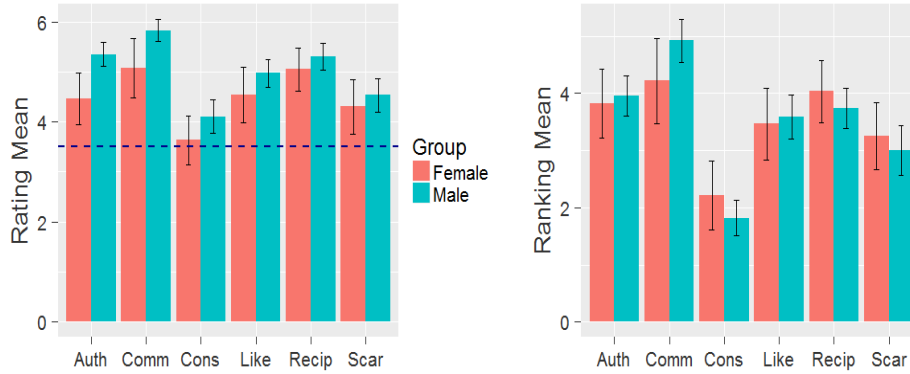 Rating Mean
6
4
2
0
Auth Comm Cons Like Recip Scar
Group
Female
Male
Ranking Mean
4
2
0
Auth Comm Cons Like Recip Scar